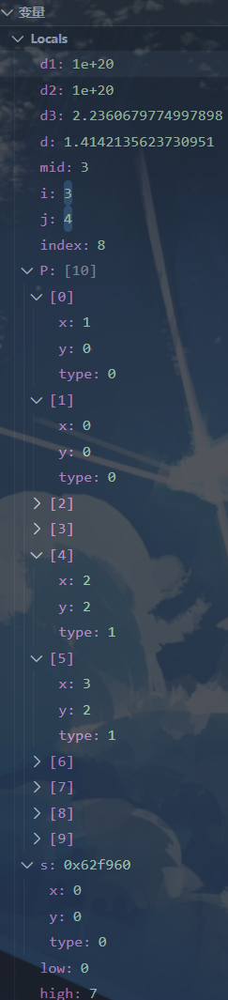 变量
Locals
d1: 1e+20
d2: 1e+20
d3: 2.2360679774997898
d: 1.4142135623730951
mid: 3
i: 3
j: 4
index: 8
P: [10]
[0]
x: 1
y: 0
type: 0
[1]
x: 0
y: 0
type: 0
[2]
[3]
[4]
x: 2
y: 2
type: 1
[5]
x: 3
y: 2
type: 1
[6]
[7]
[8]
[9]
s: 0x62f960
x: 0
y: 0
type: 0
low: 0
high: 7